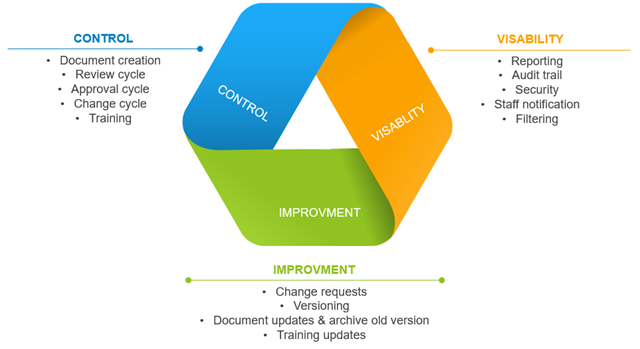 CONTROL
• Document creation
• Review cycle
• Approval cycle
• Change cycle
• Training
CONTROL
VISABLITY
IMPROVMENT
VISABILITY
• Reporting
• Audit trail
• Security
• Staff notification
• Filtering
IMPROVMENT
• Change requests
• Versioning
• Document updates & archive old version
• Training updates